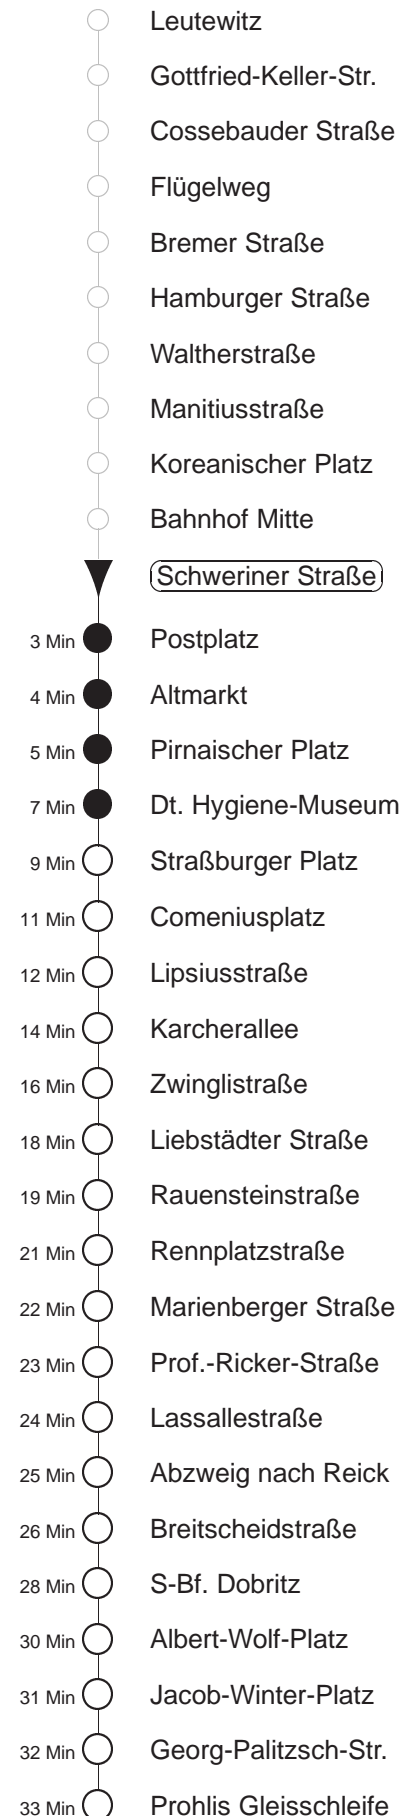 Leutewitz
Gottfried-Keller-Str.
Cossebauder Straße
Flügelweg
Bremer Straße
Hamburger Straße
Waltherstraße
Manitiusstraße
Koreanischer Platz
Bahnhof Mitte
Schweriner Straße
3 Min Postplatz
4 Min Altmarkt
5 Min Pirnaischer Platz
7 Min Dt. Hygiene-Museum
9 Min Straßburger Platz
11 Min Comeniusplatz
12 Min Lipsiusstraße
14 Min Karcherallee
16 Min Zwinglistraße
18 Min Liebstädter Straße
19 Min Rauensteinstraße
21 Min Rennplatzstraße
22 Min Marienberger Straße
23 Min Prof.-Ricker-Straße
24 Min Lassallestraße
25 Min Abzweig nach Reick
26 Min Breitscheidstraße
28 Min S-Bf. Dobritz
30 Min Albert-Wolf-Platz
31 Min Jacob-Winter-Platz
32 Min Georg-Palitzsch-Str.
33 Min Prohlis Gleisschleife